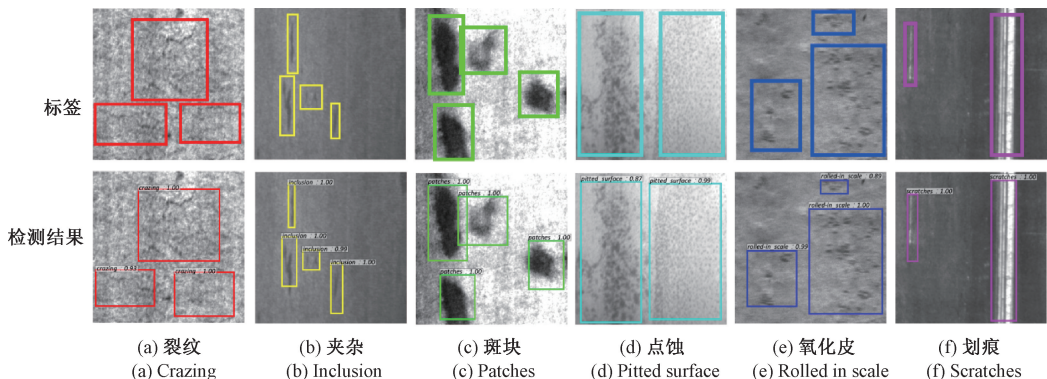 标签
检测结果
crazing : 1.00
crazing : 0.93
crazing : 1.00
inclusion : 1.00
inclusion : 1.00
inclusion : 0.99
inclusion : 1.00
patches : 1.00
patches : 1.00
patches : 1.00
patches : 1.00
pitted_surface : 0.87
pitted_surface : 0.99
rolled-in_scale : 0.89
rolled-in_scale : 1.00
rolled-in_scale : 0.99
scratches : 1.00
scratches : 1.00
(a) 裂纹
(b) 夹杂
(c) 斑块
(d) 点蚀
(e) 氧化皮
(f) 划痕
(a) Crazing
(b) Inclusion
(c) Patches
(d) Pitted surface
(e) Rolled in scale
(f) Scratches